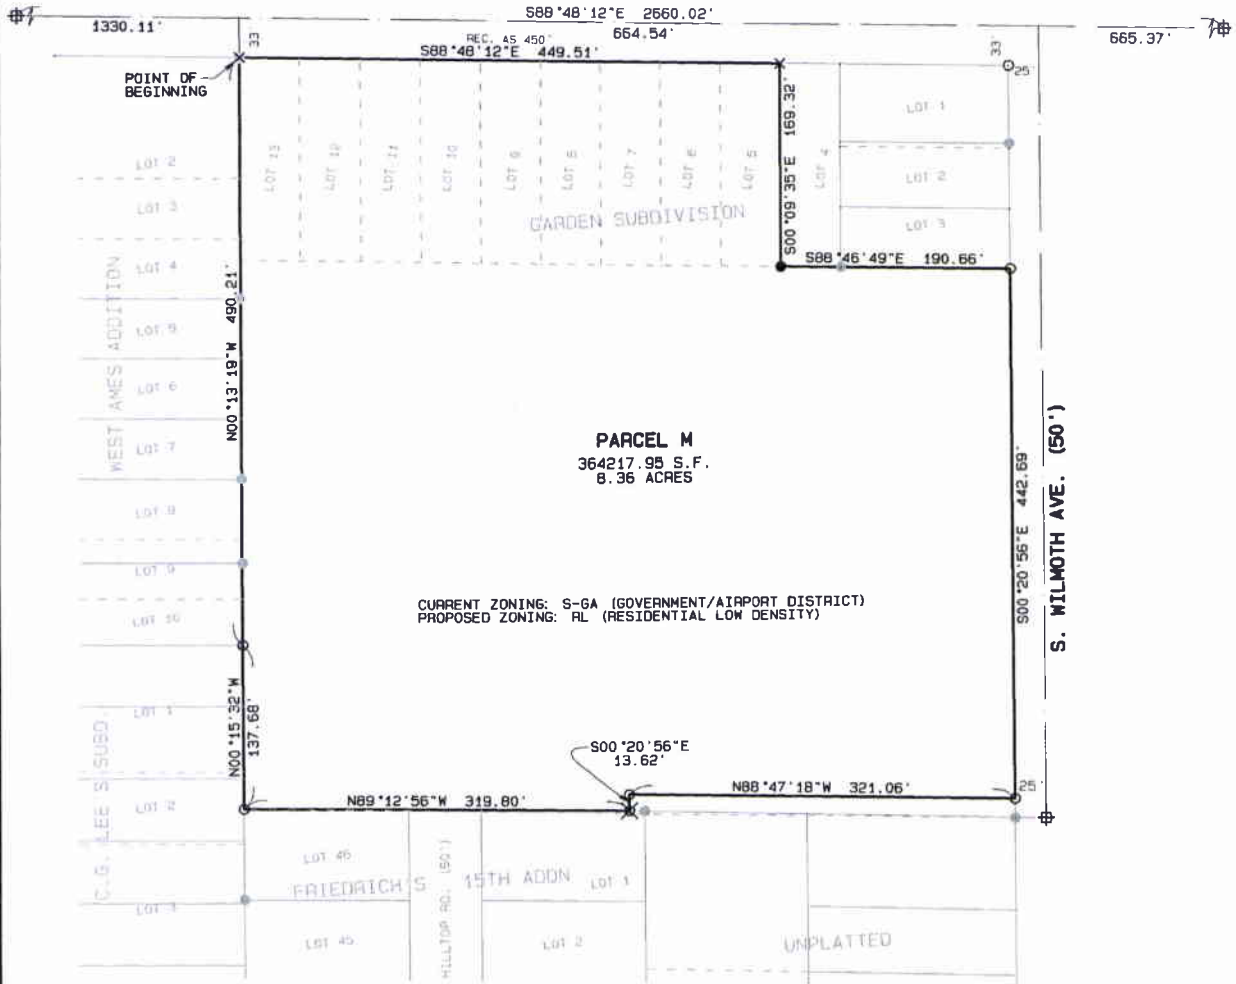 S88°48'12"E 2660.02'
1330.11'
33
REC. AS 450'
664.54'
33'
665.37'
S88°48'12"E 449.51'
25'
POINT OF
BEGINNING
LOT 1
LOT 2
LOT 3
LOT 13
LOT 12
LOT 11
LOT 10
LOT 9
LOT 8
LOT 7
LOT 6
LOT 5
S00°09'35"E 169.32'
LOT 4
LOT 2
LOT 3
GARDEN SUBDIVISION
S88°46'49"E 190.66'
WEST AMES ADDITION
LOT 4
LOT 5
LOT 6
LOT 7
LOT 8
LOT 9
LOT 10
N00°13'19"W 490.21'
PARCEL M
364217.95 S.F.
8.36 ACRES
S00°20'56"E 442.69'
S. WILMOTH AVE. (50')
CURRENT ZONING: S-GA (GOVERNMENT/AIRPORT DISTRICT)
PROPOSED ZONING: RL (RESIDENTIAL LOW DENSITY)
C.G. LEE S SUBD.
LOT 1
LOT 2
LOT 3
N00°15'32"W
137.68'
S00°20'56"E
13.62'
N89°12'56"W 319.80'
N88°47'18"W 321.06'
25'
LOT 46
FRIEDRICH S 15TH ADDN
LOT 1
HILLTOP RD. (50')
LOT 45
LOT 2
UNPLATTED